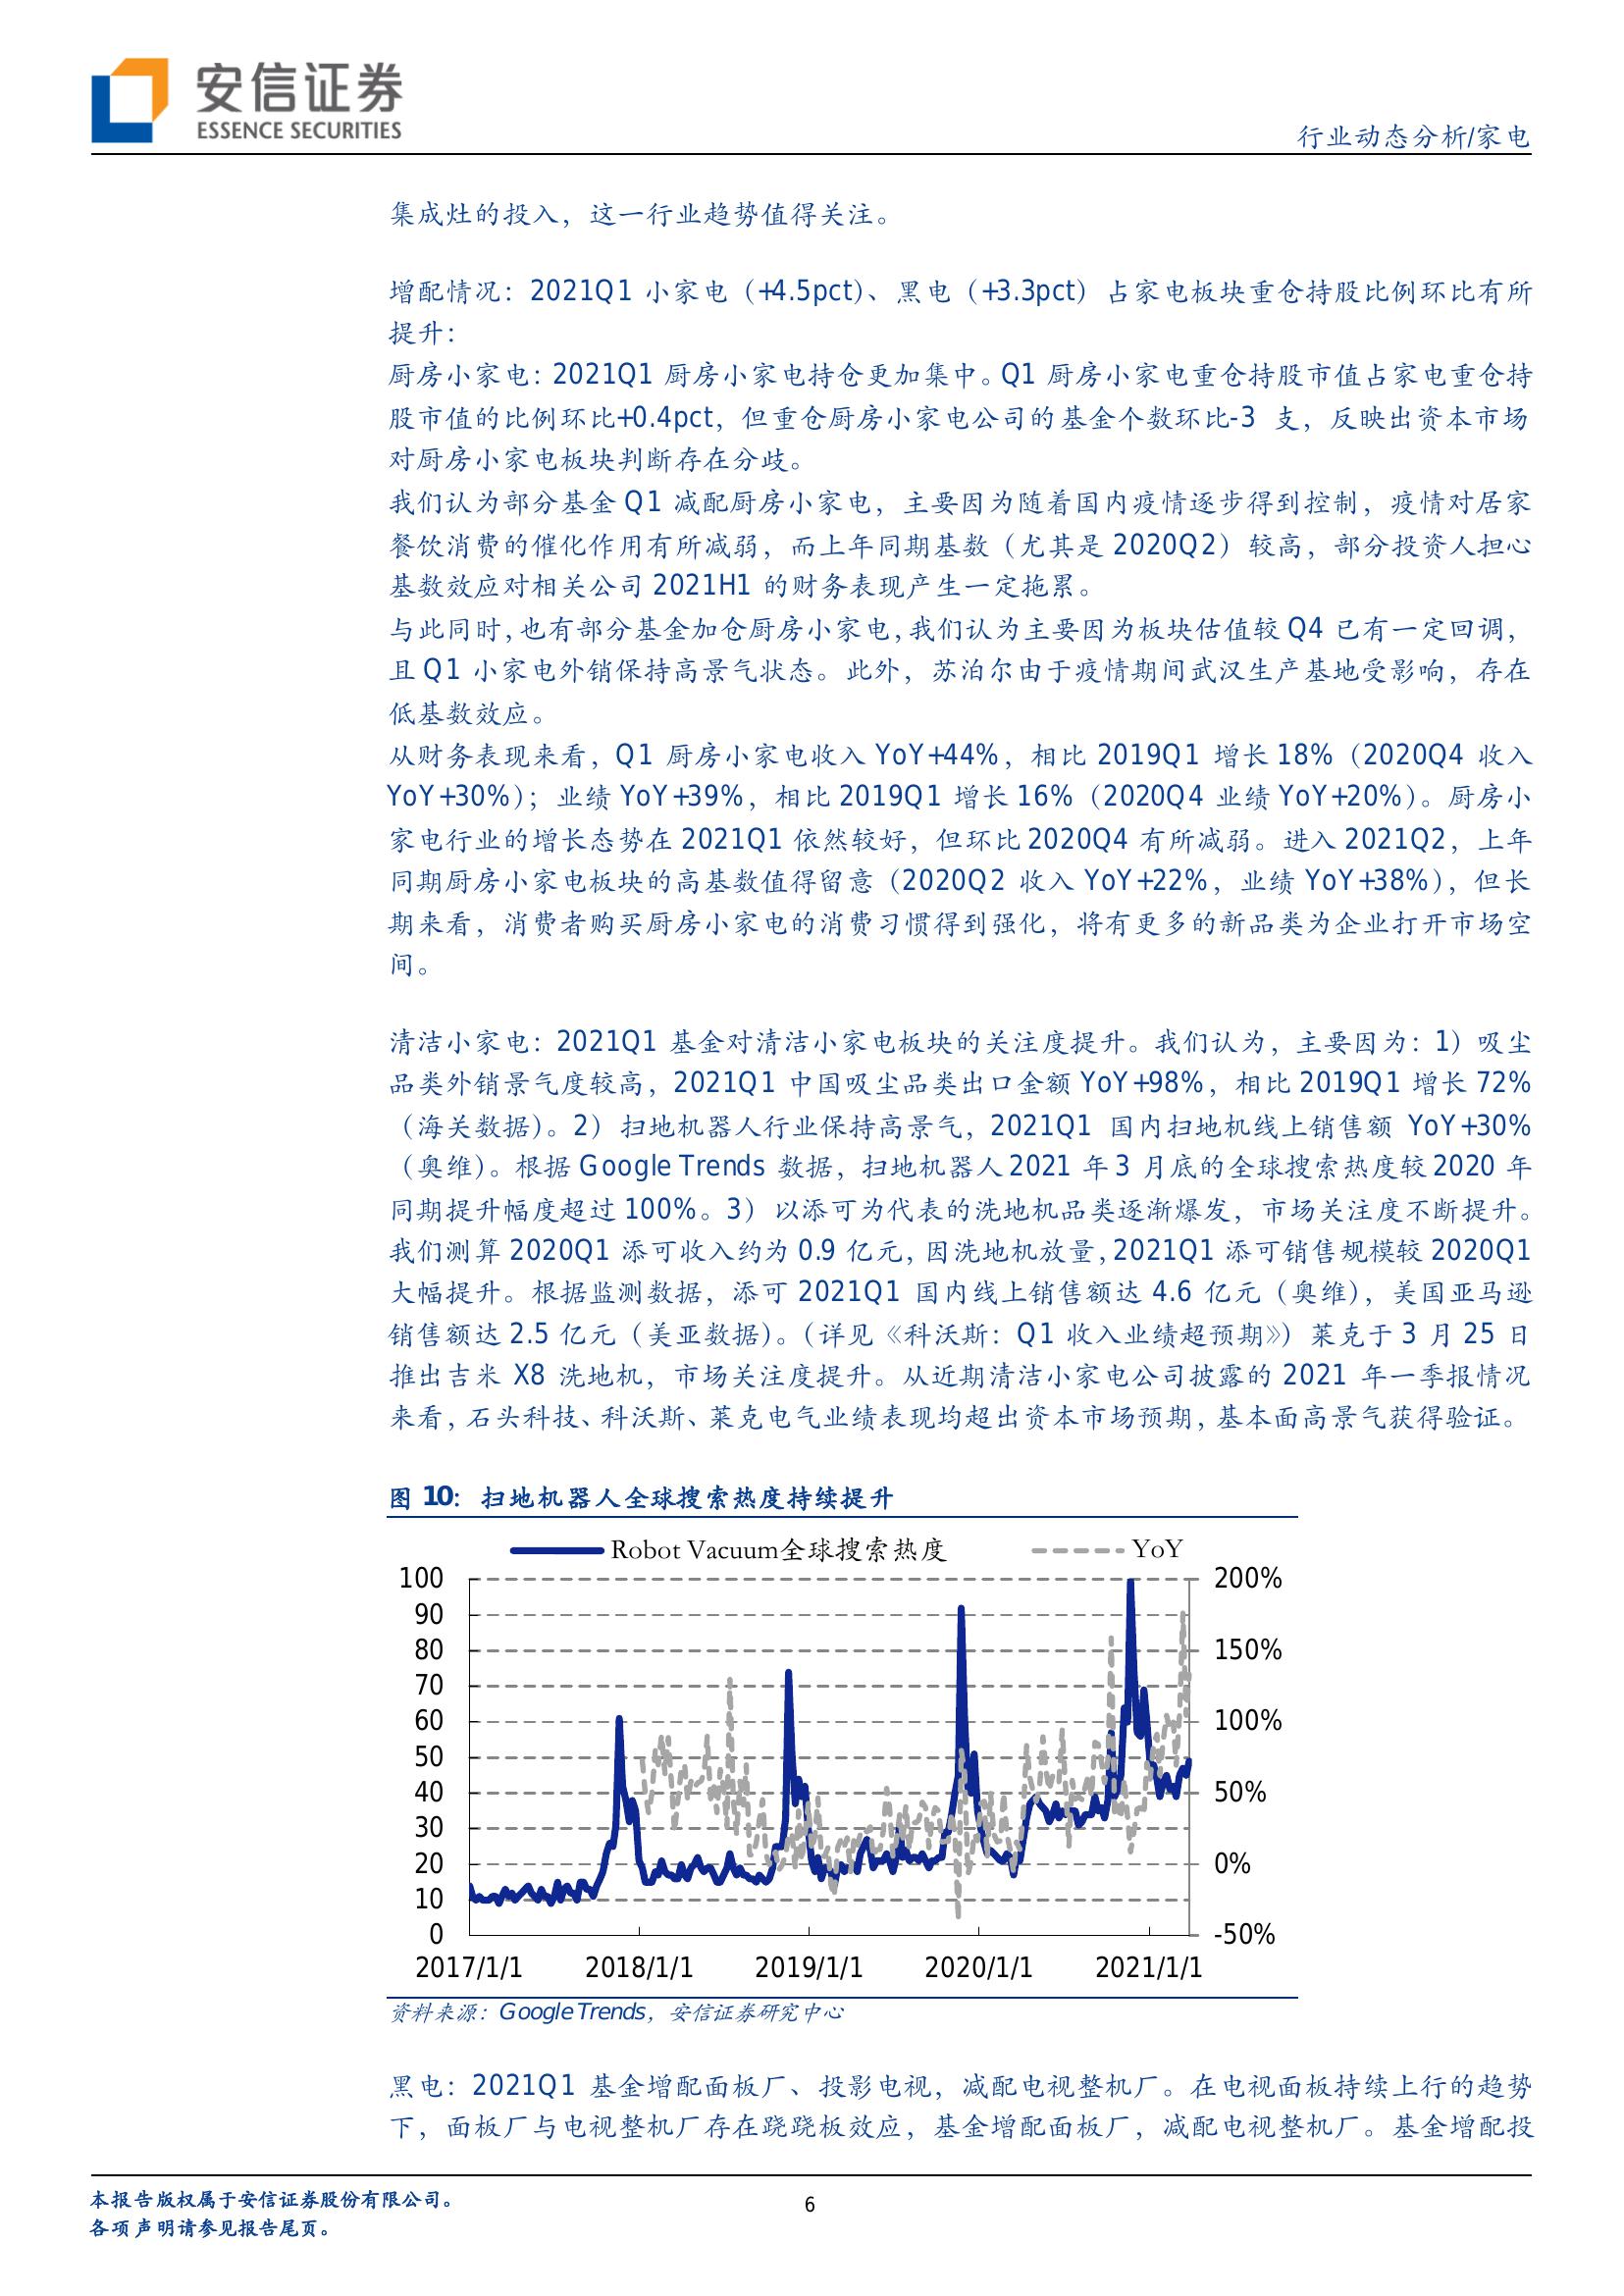 安信证券
ESSENCE SECURITIES
行业动态分析/家电
集成灶的投入，这一行业趋势值得关注。
增配情况：2021Q1 小家电（+4.5pct）、黑电（+3.3pct）占家电板块重仓持股比例环比有所
提升：
厨房小家电：2021Q1 厨房小家电持仓更加集中。Q1 厨房小家电重仓持股市值占家电重仓持
股市值的比例环比+0.4pct，但重仓厨房小家电公司的基金个数环比-3 支，反映出资本市场
对厨房小家电板块判断存在分歧。
我们认为部分基金 Q1 减配厨房小家电，主要因为随着国内疫情逐步得到控制，疫情对居家
餐饮消费的催化作用有所减弱，而上年同期基数（尤其是 2020Q2）较高，部分投资人担心
基数效应对相关公司 2021H1 的财务表现产生一定拖累。
与此同时，也有部分基金加仓厨房小家电，我们认为主要因为板块估值较 Q4 已有一定回调，
且 Q1 小家电外销保持高景气状态。此外，苏泊尔由于疫情期间武汉生产基地受影响，存在
低基数效应。
从财务表现来看，Q1 厨房小家电收入 YoY+44%，相比 2019Q1 增长 18%（2020Q4 收入
YoY+30%）；业绩 YoY+39%，相比 2019Q1 增长 16%（2020Q4 业绩 YoY+20%）。厨房小
家电行业的增长态势在 2021Q1 依然较好，但环比 2020Q4 有所减弱。进入 2021Q2，上年
同期厨房小家电板块的高基数值得留意（2020Q2 收入 YoY+22%，业绩 YoY+38%），但长
期来看，消费者购买厨房小家电的消费习惯得到强化，将有更多的新品类为企业打开市场空
间。
清洁小家电：2021Q1 基金对清洁小家电板块的关注度提升。我们认为，主要因为：1）吸尘
品类外销景气度较高，2021Q1 中国吸尘品类出口金额 YoY+98%，相比 2019Q1 增长 72%
（海关数据）。2）扫地机器人行业保持高景气，2021Q1 国内扫地机线上销售额 YoY+30%
（奥维）。根据 Google Trends 数据，扫地机器人 2021 年 3 月底的全球搜索热度较 2020 年
同期提升幅度超过 100%。3）以添可为代表的洗地机品类逐渐爆发，市场关注度不断提升。
我们测算 2020Q1 添可收入约为 0.9 亿元，因洗地机放量，2021Q1 添可销售规模较 2020Q1
大幅提升。根据监测数据，添可 2021Q1 国内线上销售额达 4.6 亿元（奥维），美国亚马逊
销售额达 2.5 亿元（美亚数据）。（详见《科沃斯：Q1 收入业绩超预期》）莱克于 3 月 25 日
推出吉米 X8 洗地机，市场关注度提升。从近期清洁小家电公司披露的 2021 年一季报情况
来看，石头科技、科沃斯、莱克电气业绩表现均超出资本市场预期，基本面高景气获得验证。
图 10：扫地机器人全球搜索热度持续提升
Robot Vacuum全球搜索热度 YoY
100 200%
90
80 150%
70
60 100%
50
40 50%
30
20 0%
10
0 -50%
2017/1/1 2018/1/1 2019/1/1 2020/1/1 2021/1/1
资料来源：Google Trends，安信证券研究中心
黑电：2021Q1 基金增配面板厂、投影电视，减配电视整机厂。在电视面板持续上行的趋势
下，面板厂与电视整机厂存在跷跷板效应，基金增配面板厂，减配电视整机厂。基金增配投
本报告版权属于安信证券股份有限公司。
各项声明请参见报告尾页。
6